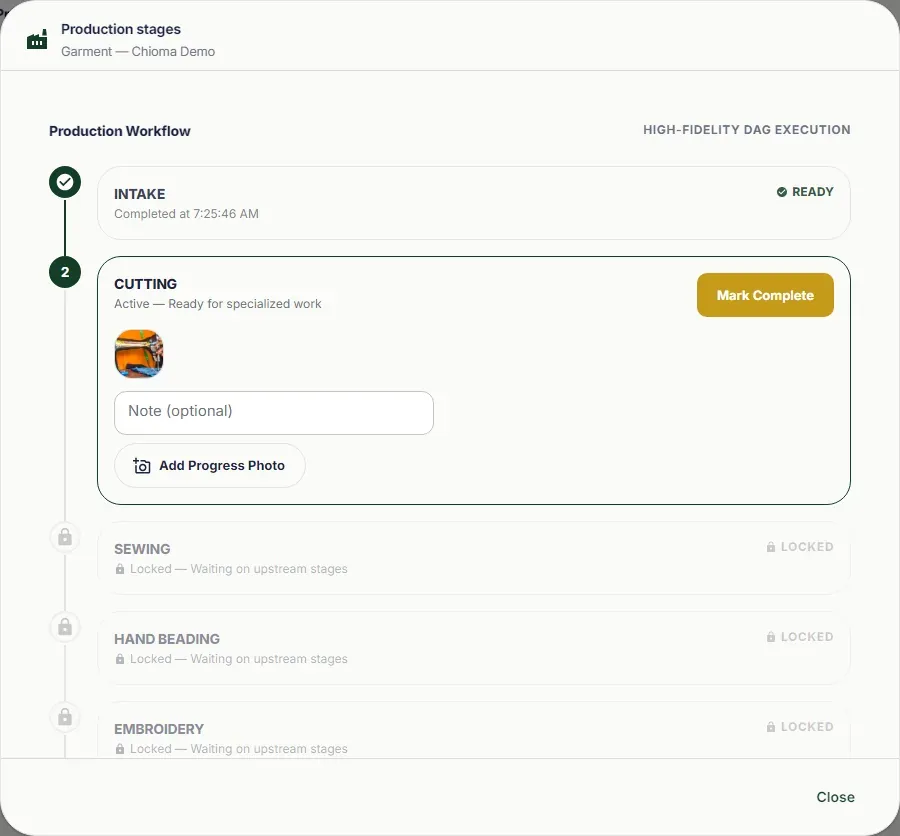 Production stages
Garment — Chioma Demo
Production Workflow
HIGH-FIDELITY DAG EXECUTION
INTAKE
READY
Completed at 7:25:46 AM
2
CUTTING
Active — Ready for specialized work
Mark Complete
Note (optional)
Add Progress Photo
SEWING
LOCKED
Locked — Waiting on upstream stages
HAND BEADING
LOCKED
Locked — Waiting on upstream stages
EMBROIDERY
LOCKED
Locked — Waiting on upstream stages
Close